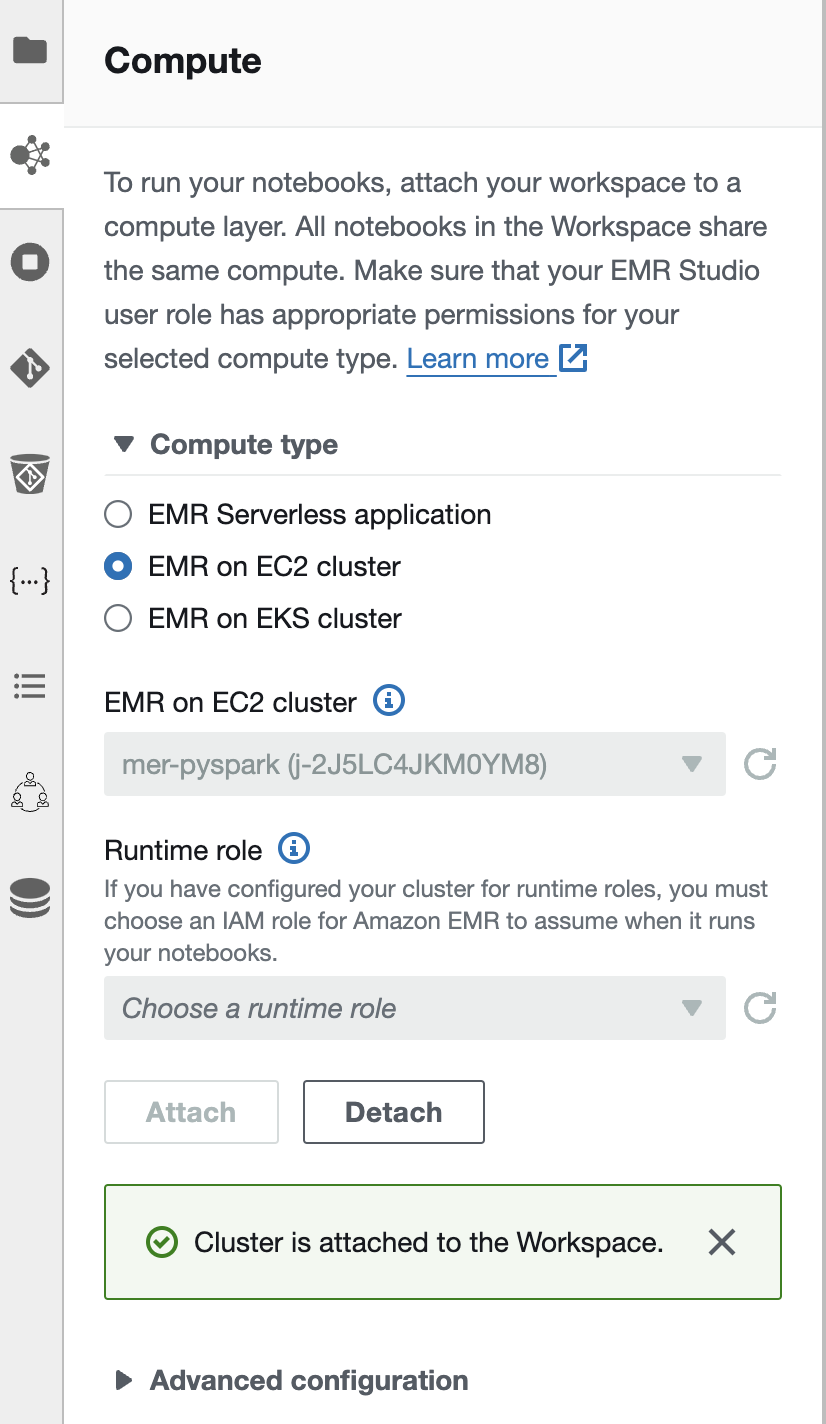 Compute
To run your notebooks, attach your workspace to a
compute layer. All notebooks in the Workspace share
the same compute. Make sure that your EMR Studio
user role has appropriate permissions for your
selected compute type. Learn more
Compute type
EMR Serverless application
EMR on EC2 cluster
EMR on EKS cluster
EMR on EC2 cluster
mer-pyspark (j-2J5LC4JKM0YM8)
Runtime role
If you have configured your cluster for runtime roles, you must
choose an IAM role for Amazon EMR to assume when it runs
your notebooks.
Choose a runtime role
Attach Detach
Cluster is attached to the Workspace.
Advanced configuration